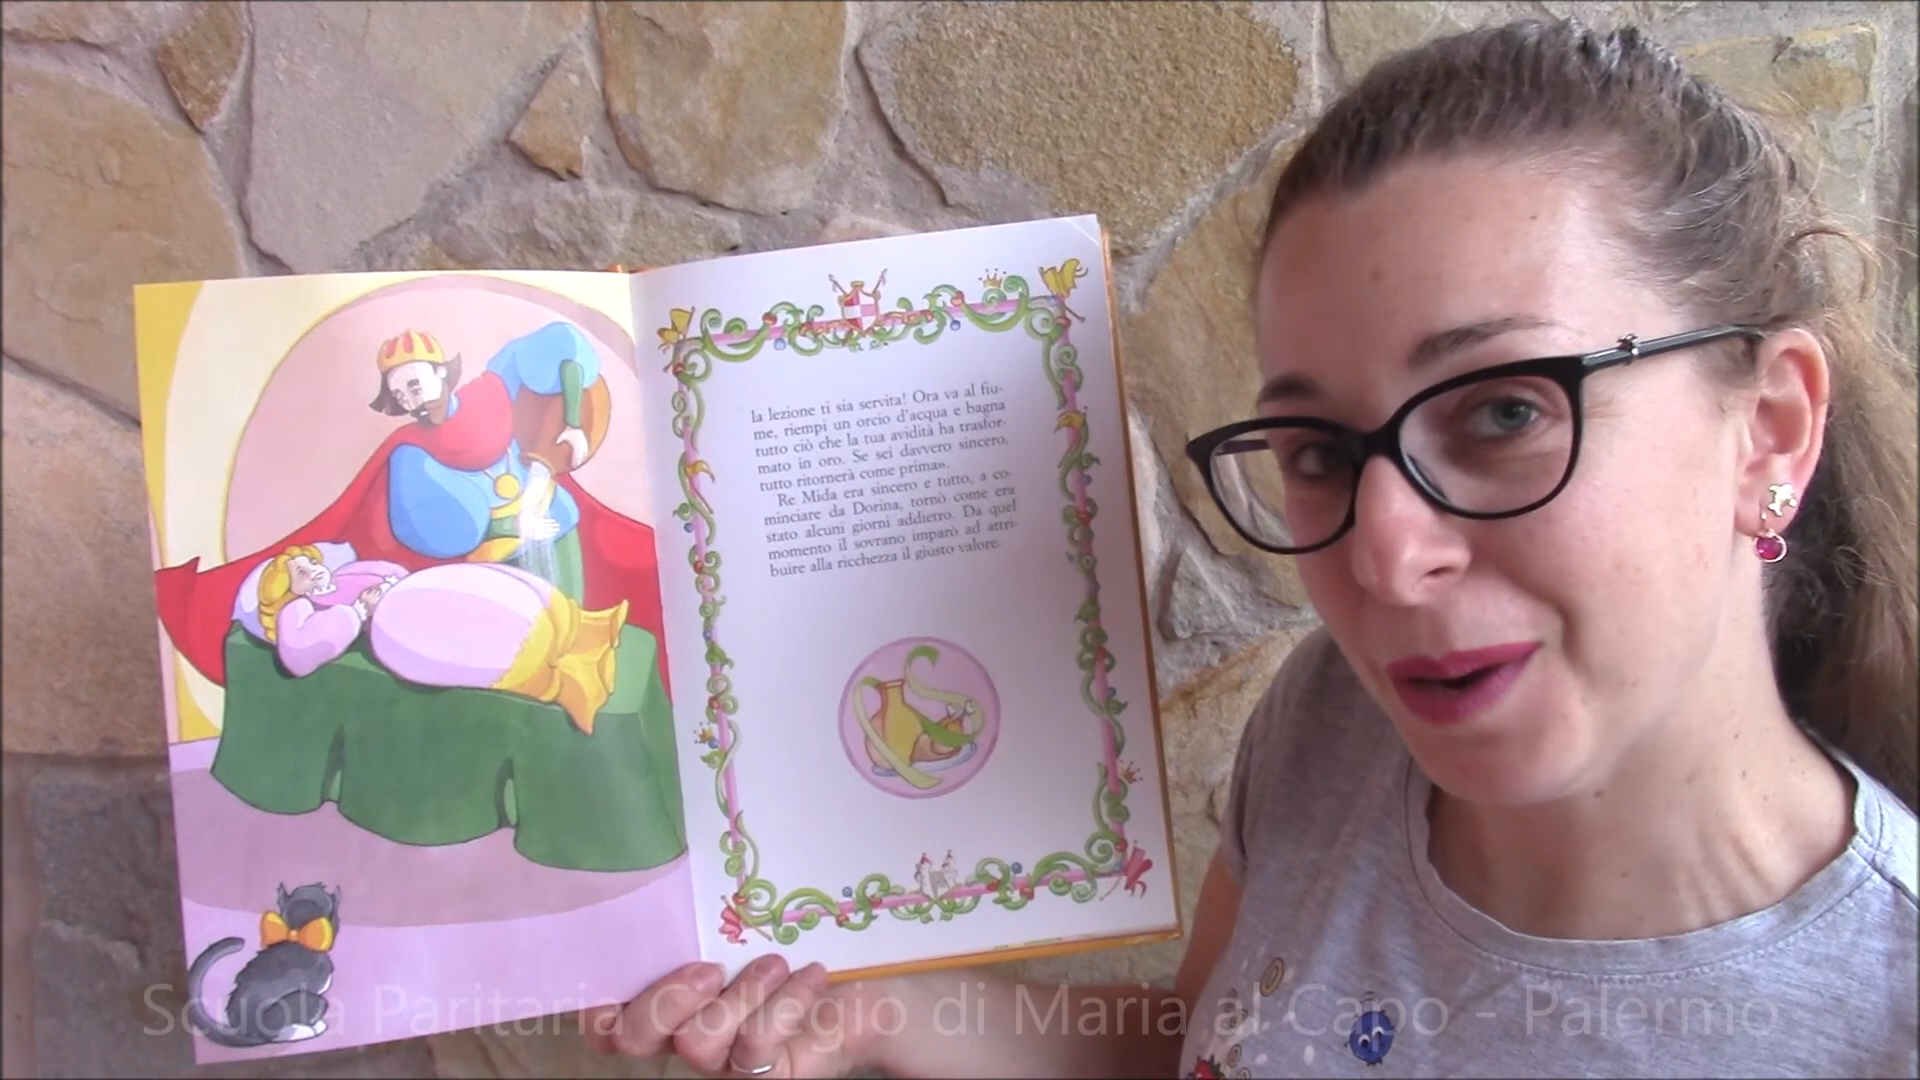 la lezione ti sia servita! Ora va al fiu-
me, riempi un orcio d'acqua e bagna
tutto ciò che la tua avidità ha trasfor-
mato in oro. Se sei davvero sincero,
tutto ritornerà come prima».
Re Mida era sincero e tutto, a co-
minciare da Dorina, tornò come era
stato alcuni giorni addietro. Da quel
momento il sovrano imparò ad attri-
buire alla ricchezza il giusto valore.
Scuola Paritaria Collegio di Maria al Capo - Palermo